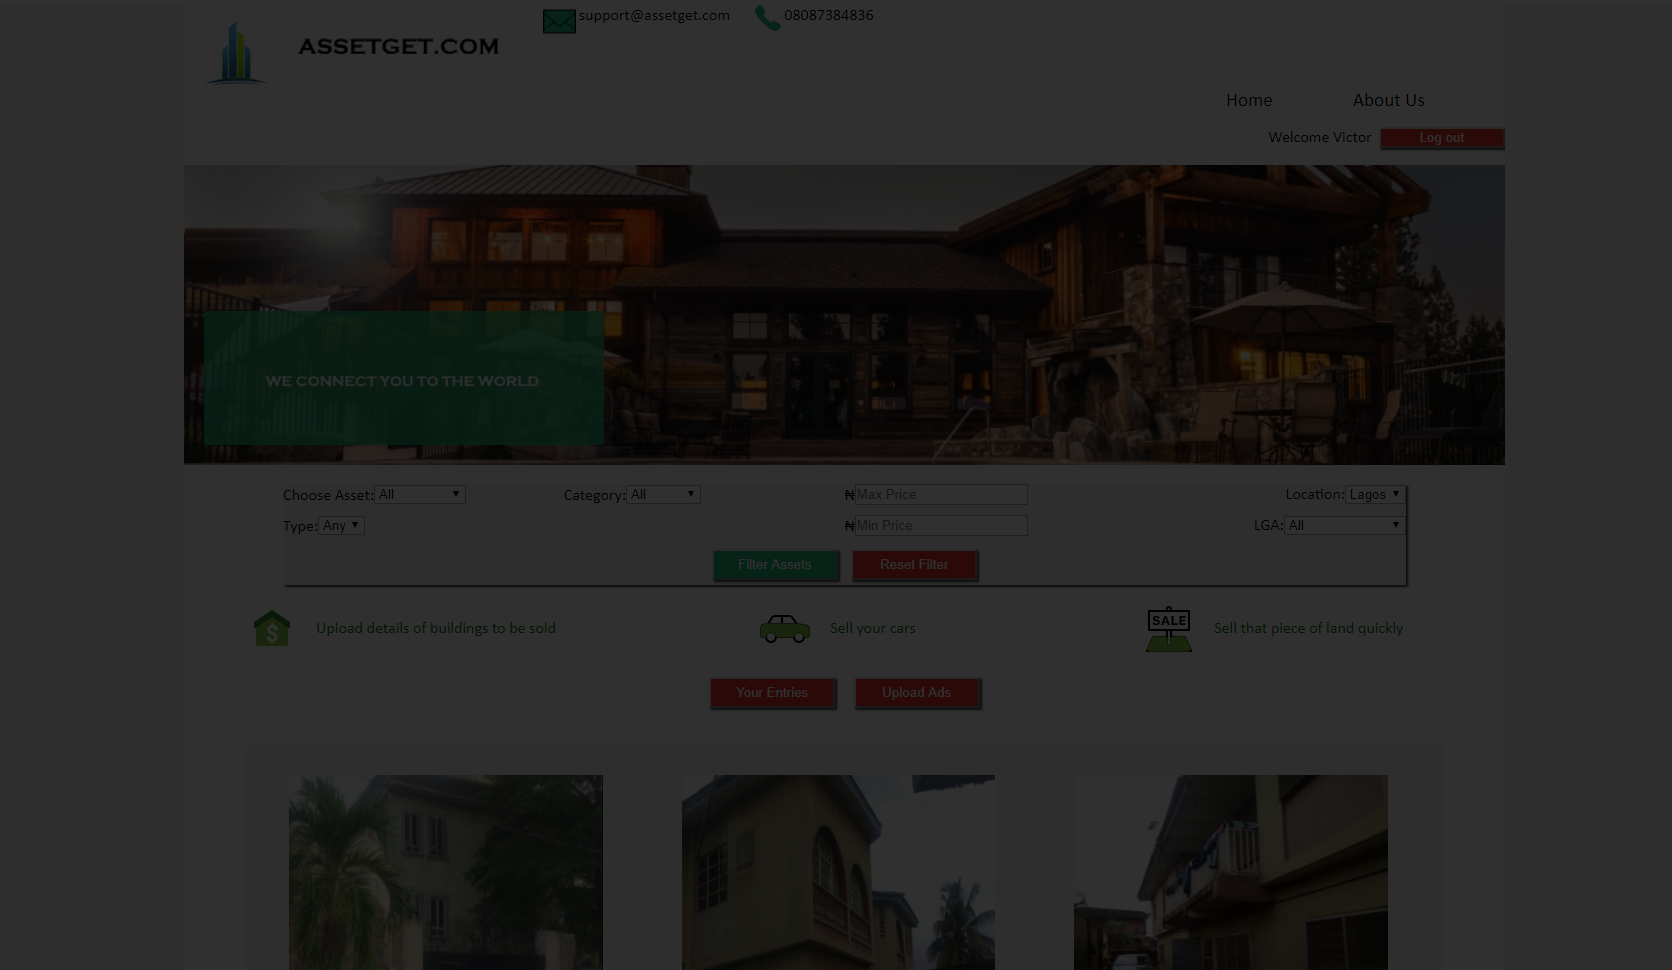 support@assetget.com 08087384836
ASSETGET.COM
Home About Us
Welcome Victor Log out
WE CONNECT YOU TO THE WORLD
Choose Asset: All Category: All ₦ Max Price Location: Lagos
Type: Any ₦ Min Price LGA: All
Filter Assets Reset Filter
Upload details of buildings to be sold Sell your cars SALE Sell that piece of land quickly
$
Your Entries Upload Ads